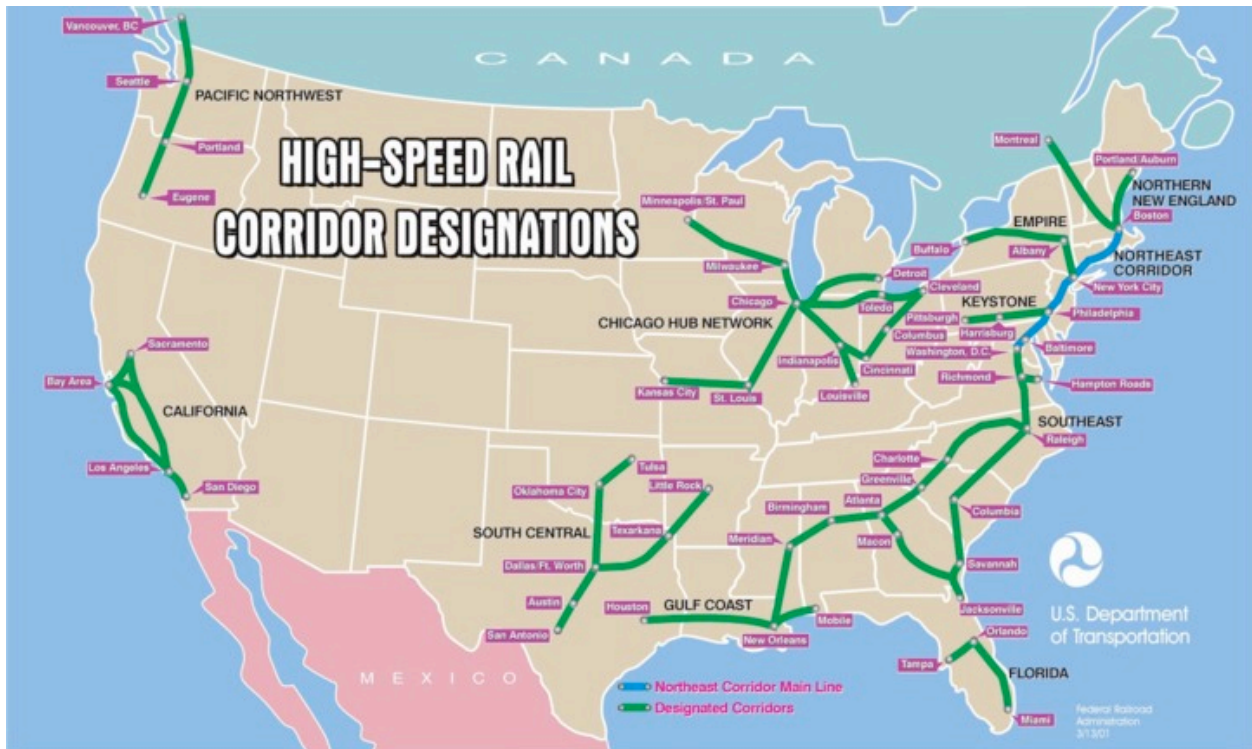 CANADA
Vancouver, BC
Seattle
PACIFIC NORTHWEST
Portland
Eugene
HIGH-SPEED RAIL
CORRIDOR DESIGNATIONS
Montreal
Portland Auburn
NORTHERN
NEW ENGLAND
Boston
EMPIRE
Buffalo
Albany
NORTHEAST
CORRIDOR
New York City
Minneapolis/St. Paul
Milwaukee
Detroit
Cleveland
Chicago
Toledo
CHICAGO HUB NETWORK
Pittsburgh
KEYSTONE
Harrisburg
Philadelphia
Columbus
Washington, D.C.
Baltimore
Indianapolis
Cincinnati
Richmond
Hampton Roads
Kansas City
St. Louis
Louisville
Sacramento
Bay Area
CALIFORNIA
Los Angeles
San Diego
SOUTHEAST
Raleigh
Charlotte
Greenville
Tulsa
Oklahoma City
Little Rock
Atlanta
Birmingham
Columbia
SOUTH CENTRAL
Texarkana
Meridian
Macon
Dallas/Ft. Worth
Savannah
Austin
Houston
GULF COAST
Mobile
Jacksonville
San Antonio
New Orleans
Orlando
Tampa
FLORIDA
Miami
MEXICO
U.S. Department
of Transportation
Northeast Corridor Main Line
Designated Corridors
Federal Railroad
Administration
3/13/01